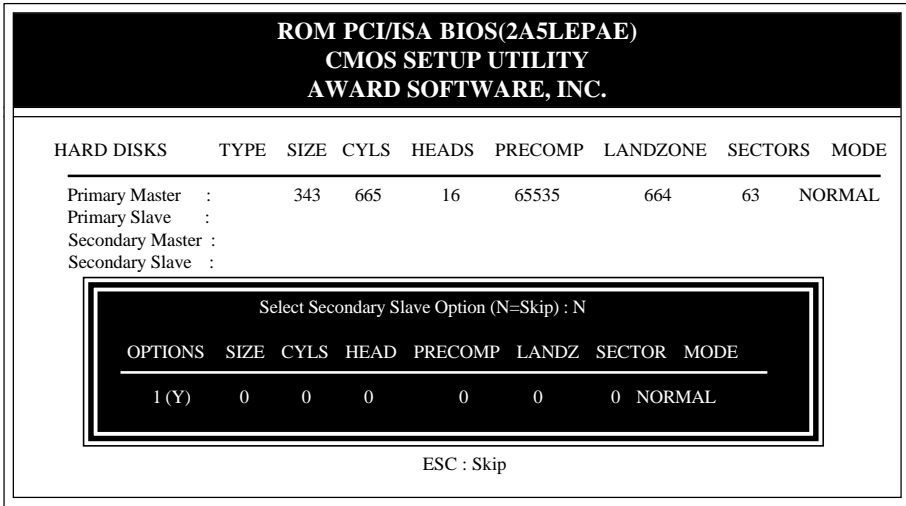 ROM PCI/ISA BIOS(2A5LEPAE)
CMOS SETUP UTILITY
AWARD SOFTWARE, INC.
HARD DISKS TYPE SIZE CYLS HEADS PRECOMP LANDZONE SECTORS MODE
Primary Master : 343 665 16 65535 664 63 NORMAL
Primary Slave :
Secondary Master :
Secondary Slave :
Select Secondary Slave Option (N=Skip) : N
OPTIONS SIZE CYLS HEAD PRECOMP LANDZ SECTOR MODE
1 (Y) 0 0 0 0 0 0 NORMAL
ESC : Skip